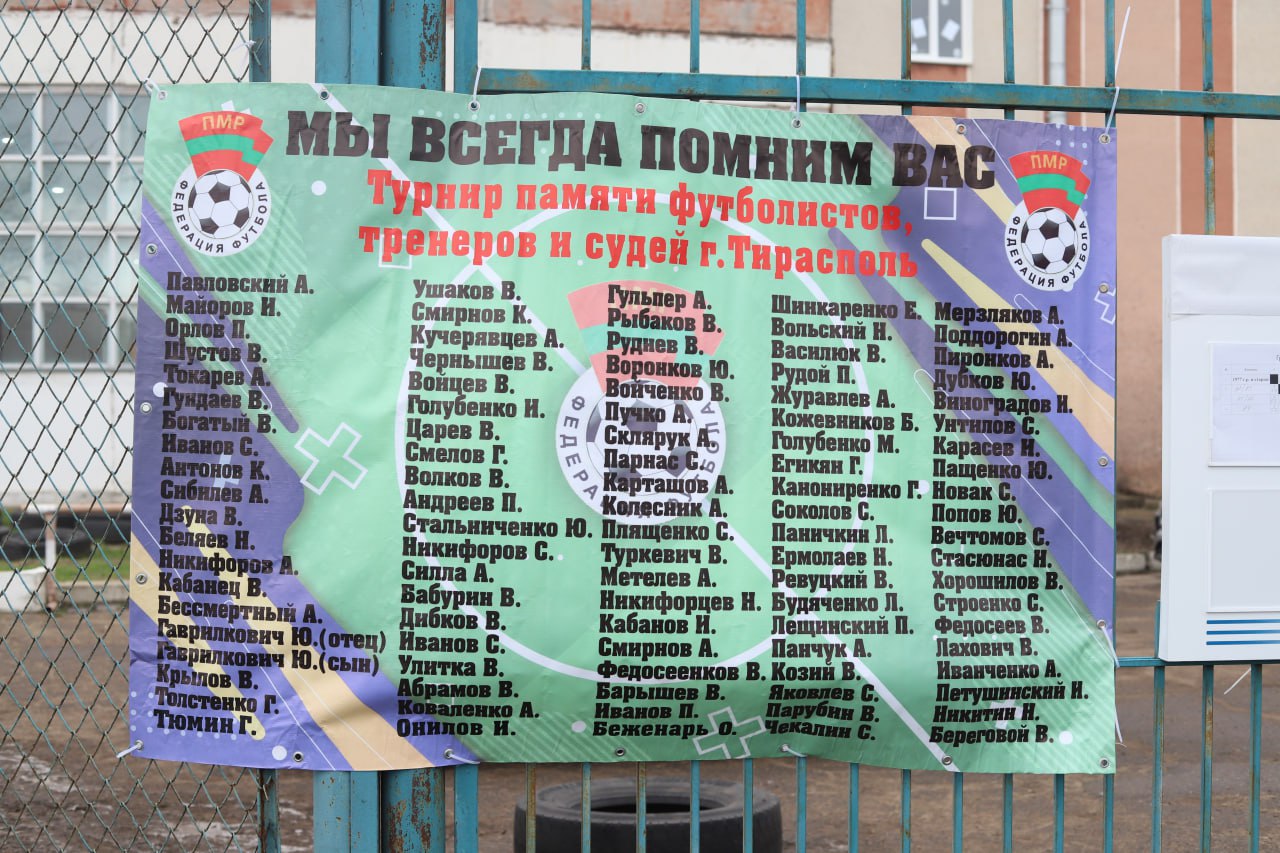 ПМР
ФЕДЕРАЦИЯ ФУТБОЛА
МЫ ВСЕГДА ПОМНИМ ВАС
Турнир памяти футболистов,
тренеров и судей г.Тирасполь
ПМР
ФЕДЕРАЦИЯ ФУТБОЛА
Павловский А.
Майоров И.
Орлов П.
Шустов В.
Токарев А.
Гундаев В.
Богатый В.
Иванов С.
Антонов К.
Сибилев А.
Дзуна В.
Беляев Н.
Никифоров А.
Кабанец В.
Бессмертный А.
Гаврилкович Ю.(отец)
Гаврилкович Ю.(сын)
Крылов В.
Толстенко Г.
Тюмин Г.
Ушаков В.
Смирнов К.
Кучерявцев А.
Чернышев В.
Войцев В.
Голубенко И.
Царев В.
Смелов Г.
Волков В.
Андреев П.
Стальниченко Ю.
Никифоров С.
Силла А.
Бабурин В.
Дибков В.
Иванов С.
Улитка В.
Абрамов В.
Коваленко А.
Онилов И.
Гульпер А.
Рыбаков В.
Руднев В.
Воронков Ю.
Вовченко В.
Пучко А.
Склярук А.
Парнас С.
Карташов А.
Колесник А.
Плященко С.
Туркевич В.
Метелев А.
Никифорцев Н.
Кабанов И.
Смирнов А.
Федосеенков В.
Барышев В.
Иванов П.
Беженарь О.
Шинкаренко Е.
Вольский Н.
Василюк В.
Рудой П.
Журавлев А.
Кожевников Б.
Голубенко М.
Егикян Г.
Канониренко Г.
Соколов С.
Паничкин Л.
Ермолаев Н.
Ревуцкий В.
Будяченко Л.
Лещинский П.
Панчук А.
Козий В.
Яковлев С.
Парубин В.
Чекалин С.
Мерзляков А.
Поддорогин А.
Пиронков А.
Дубков Ю.
Виноградов И.
Унтилов С.
Карасев И.
Пащенко Ю.
Новак С.
Попов Ю.
Вечтомов С.
Стасюнас Н.
Хорошилов В.
Строенко С.
Федосеев В.
Лахович В.
Иванченко А.
Петушинский И.
Никитин Н.
Береговой В.